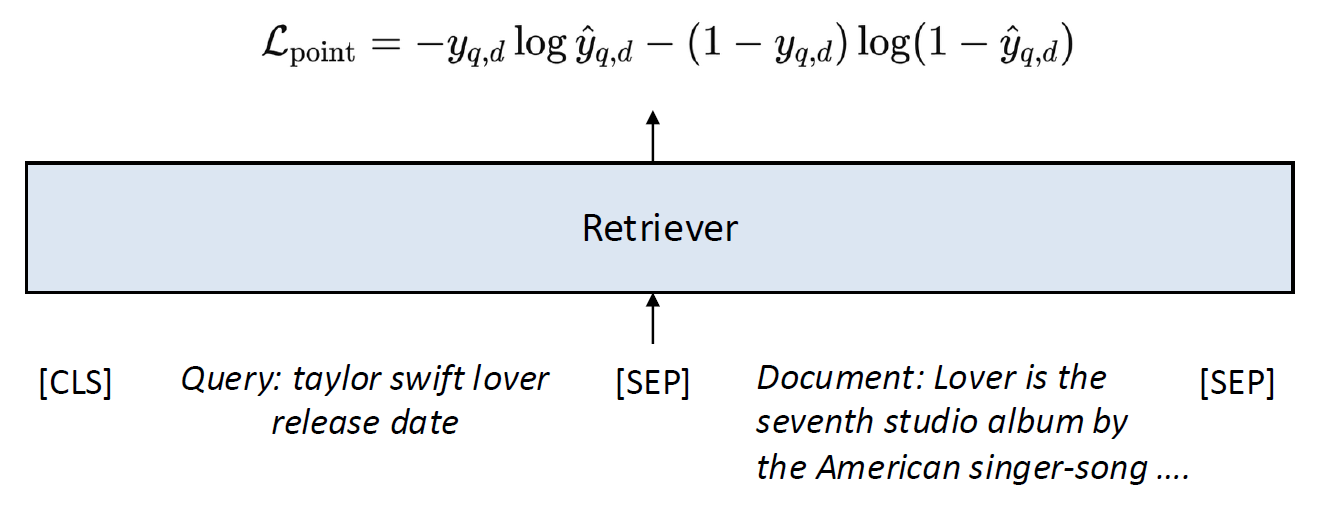 𝓛_point = −y_{q,d} log ŷ_{q,d} − (1 − y_{q,d}) log(1 − ŷ_{q,d})
Retriever
[CLS] Query: taylor swift lover [SEP] Document: Lover is the [SEP]
release date seventh studio album by
the American singer-song ....